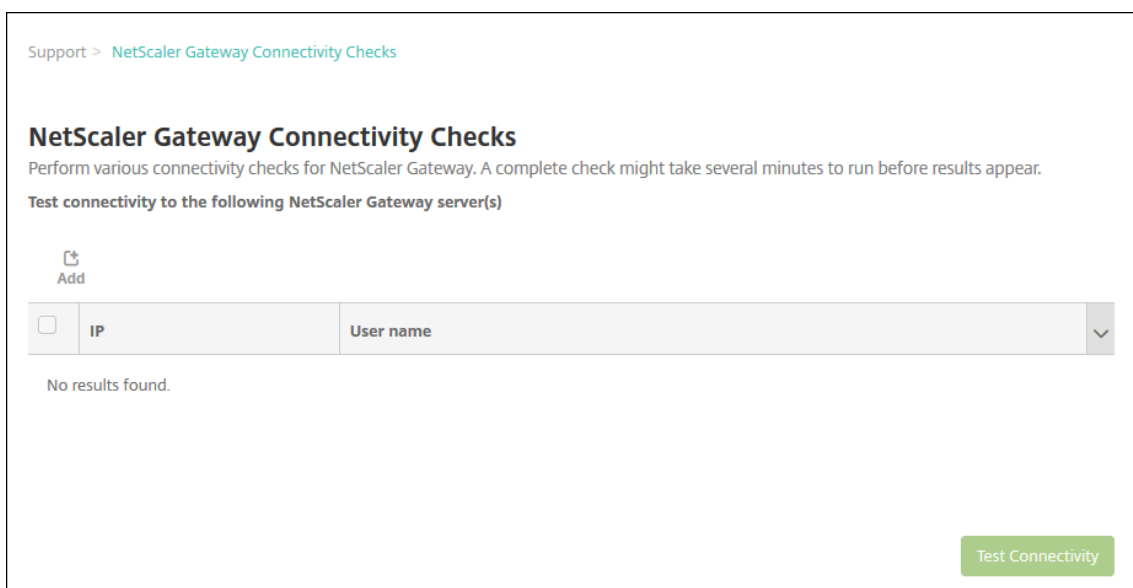 Support > NetScaler Gateway Connectivity Checks
NetScaler Gateway Connectivity Checks
Perform various connectivity checks for NetScaler Gateway. A complete check might take several minutes to run before results appear.
Test connectivity to the following NetScaler Gateway server(s)
Add
IP User name
No results found.
Test Connectivity